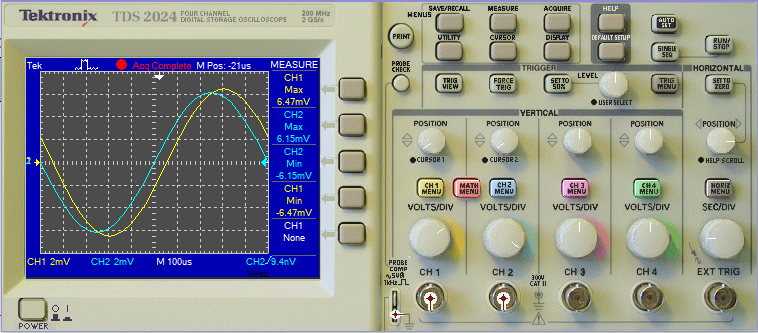 Tektronix TDS 2024 FOUR CHANNEL DIGITAL STORAGE OSCILLOSCOPE 200 MHz 2 GS/s
Tek Acq Complete M Pos: -21us MEASURE
CH1
Max
6.47mV
CH2
Max
6.15mV
CH2
Min
-6.15mV
CH1
Min
-6.47mV
CH1
None
CH1 2mV CH2 2mV M 100us CH2/9.4nV
POWER
MENUS SAVE/RECALL MEASURE ACQUIRE HELP AUTO SET
PRINT UTILITY CURSOR DISPLAY DEFAULT SETUP SINGLE SEQ RUN/STOP
PROBE CHECK
TRIGGER HORIZONTAL
TRIG VIEW FORCE TRIG SET TO 50% LEVEL TRIG MENU SET TO ZERO
USER SELECT
VERTICAL
POSITION POSITION POSITION POSITION POSITION
CURSOR 1 CURSOR 2 HELP SCROLL
CH 1 MENU MATH MENU CH 2 MENU CH 3 MENU CH 4 MENU HORIZ MENU
VOLTS/DIV VOLTS/DIV VOLTS/DIV VOLTS/DIV SEC/DIV
PROBE COMP ~5V 1kHz CH 1 CH 2 300V CAT II CH 3 CH 4 EXT TRIG